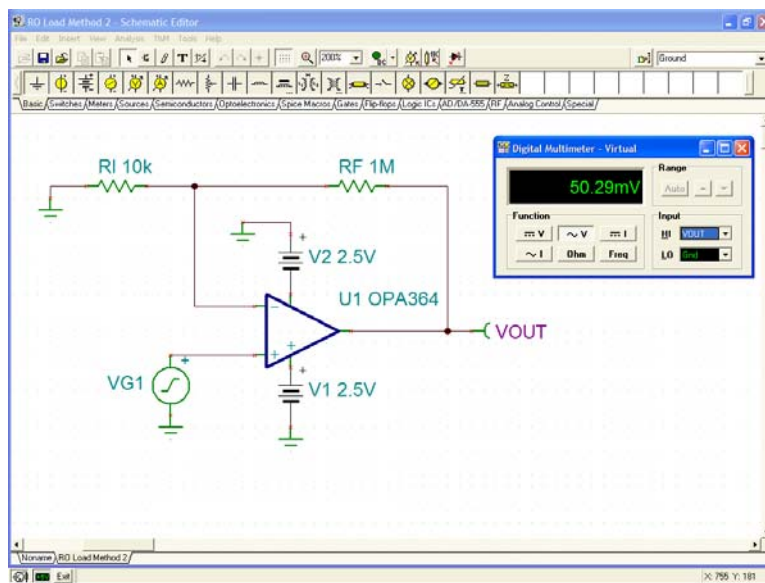 RO Load Method 2 - Schematic Editor
File Edit Insert View Analysis T&M Tools Help
200%
Ground
Basic Switches Meters Sources Semiconductors Optoelectronics Spice Macros Gates Flip-flops Logic ICs AD/DA-555 RF Analog Control Special
RI 10k
RF 1M
V2 2.5V
U1 OPA364
VOUT
VG1
V1 2.5V
Digital Multimeter - Virtual
50.29mV
Range
Auto
Function
V
V
I
I
Ohm
Freq
Input
HI VOUT
LO Gnd
Noname RO Load Method 2
Exit
X: 755 Y: 181